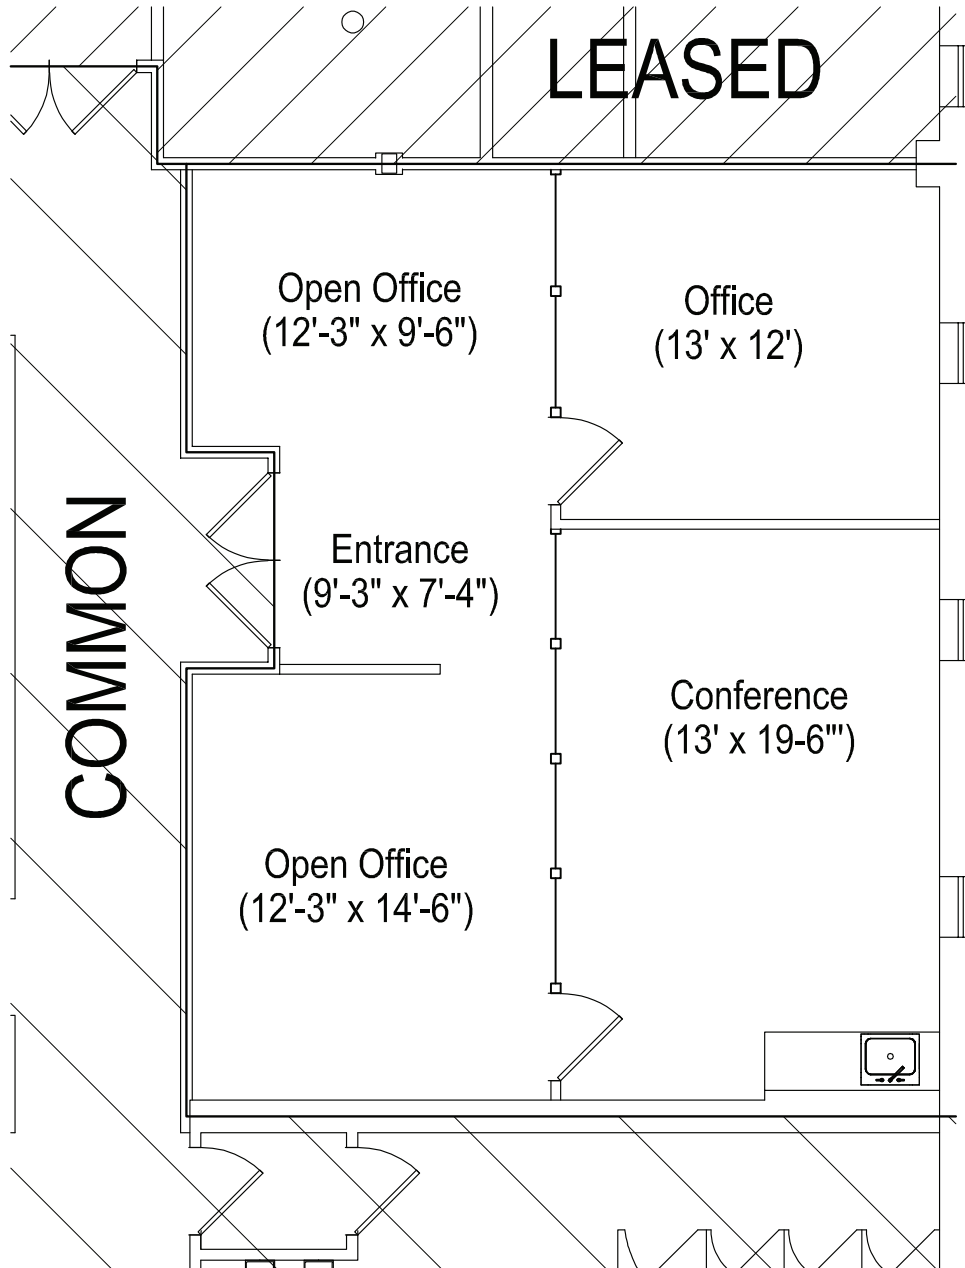 LEASED
Open Office
(12'-3" x 9'-6")
Office
(13' x 12')
COMMON
Entrance
(9'-3" x 7'-4")
Conference
(13' x 19-6"')
Open Office
(12'-3" x 14'-6")